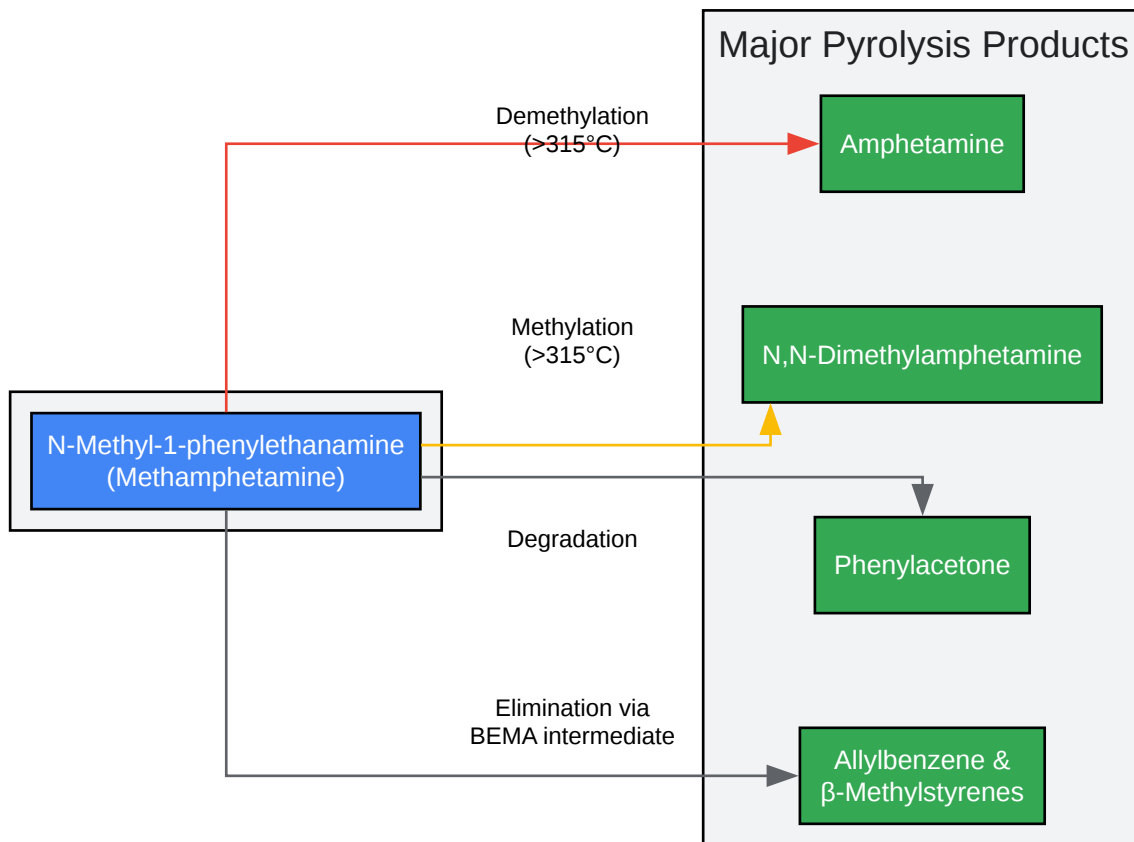 Major Pyrolysis Products
Demethylation
(>315°C)
Amphetamine
Methylation
(>315°C)
N,N-Dimethylamphetamine
N-Methyl-1-phenylethanamine
(Methamphetamine)
Degradation
Phenylacetone
Elimination via
BEMA intermediate
Allylbenzene &
β-Methylstyrenes